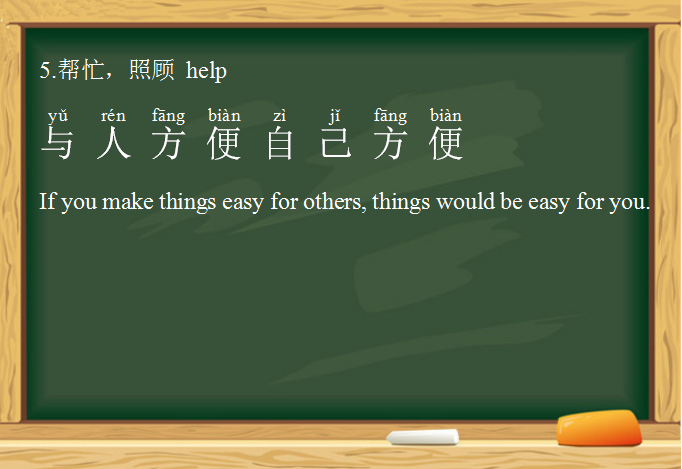 5.帮忙，照顾 help
yǔ rén fāng biàn zì jǐ fāng biàn
与人方便自己方便
If you make things easy for others, things would be easy for you.